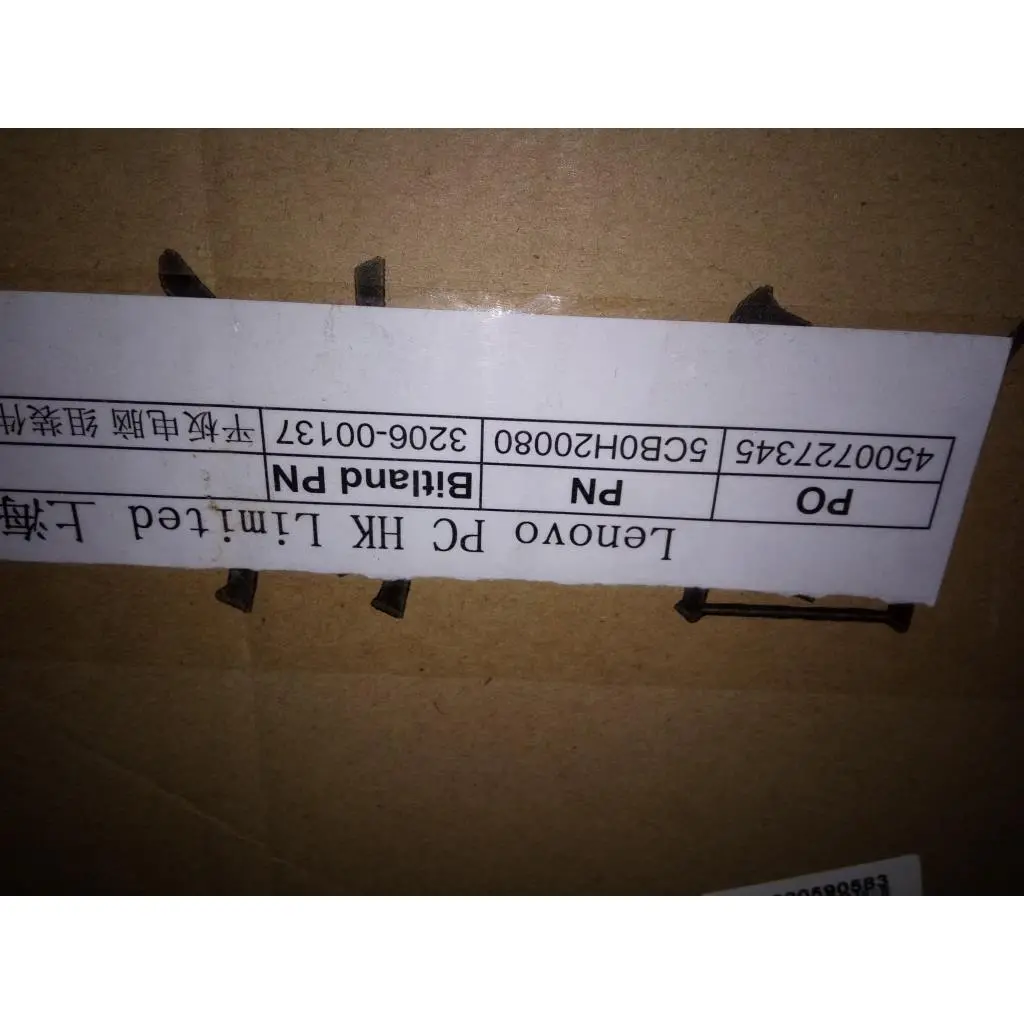 Lenovo PC HK Limited 上海
PO PN Bitland PN
4500727345 5CB0H20080 3206-00137 平板电脑 组装件
0590583